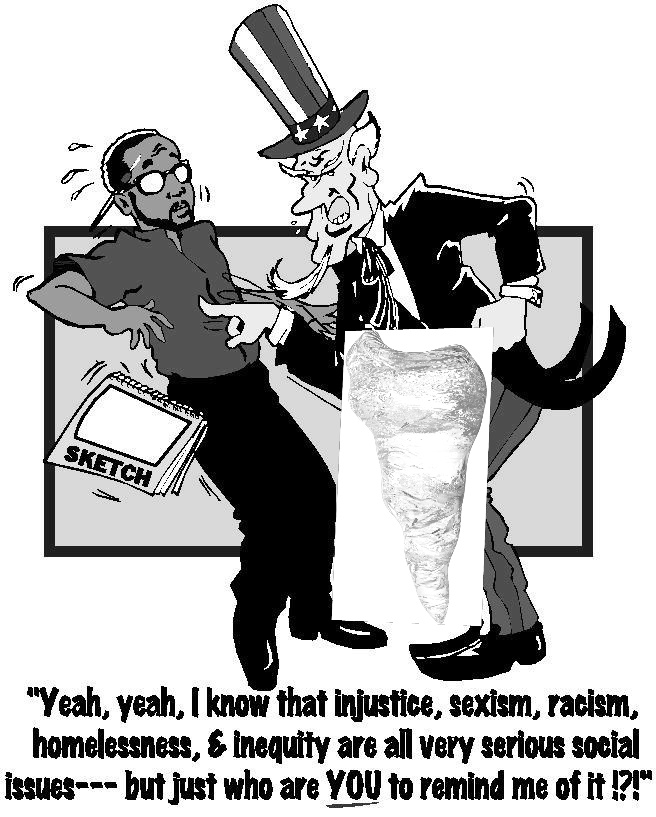 SKETCH
"Yeah, yeah, I know that injustice, sexism, racism,
homelessness, & inequity are all very serious social
issues--- but just who are YOU to remind me of it !?!"